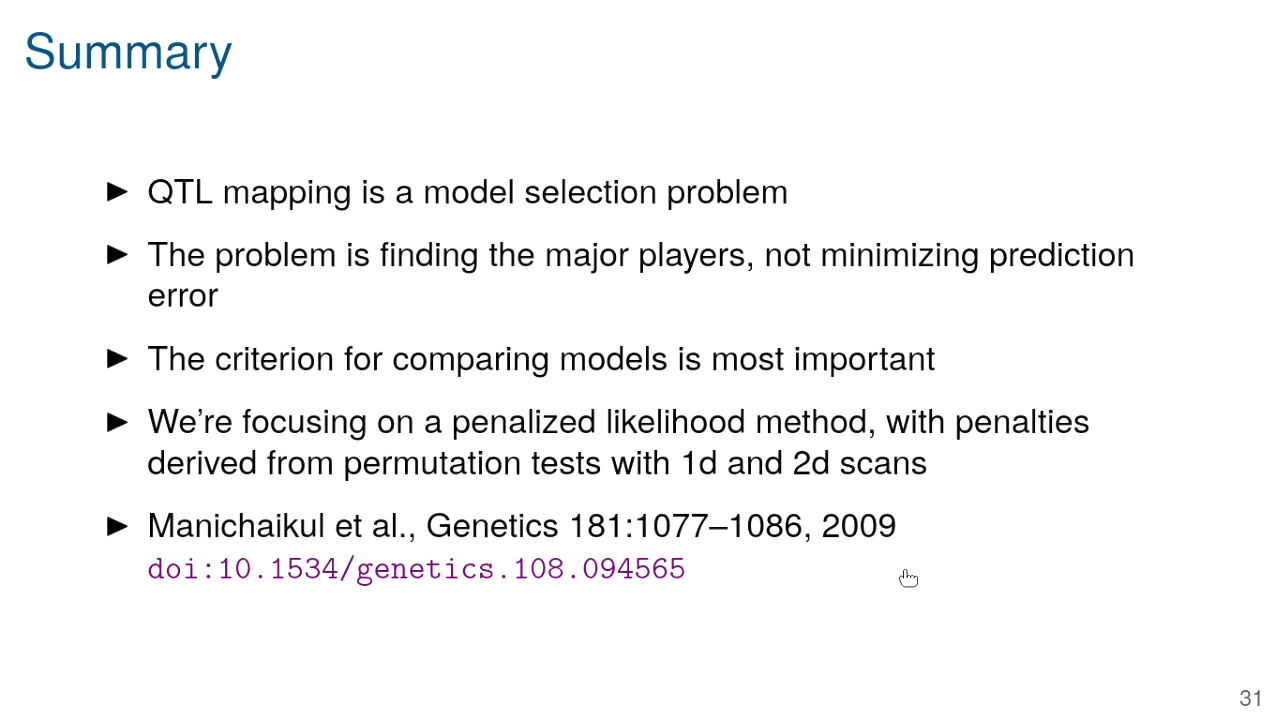 Summary
▶ QTL mapping is a model selection problem
▶ The problem is finding the major players, not minimizing prediction
error
▶ The criterion for comparing models is most important
▶ We’re focusing on a penalized likelihood method, with penalties
derived from permutation tests with 1d and 2d scans
▶ Manichaikul et al., Genetics 181:1077–1086, 2009
doi:10.1534/genetics.108.094565
31